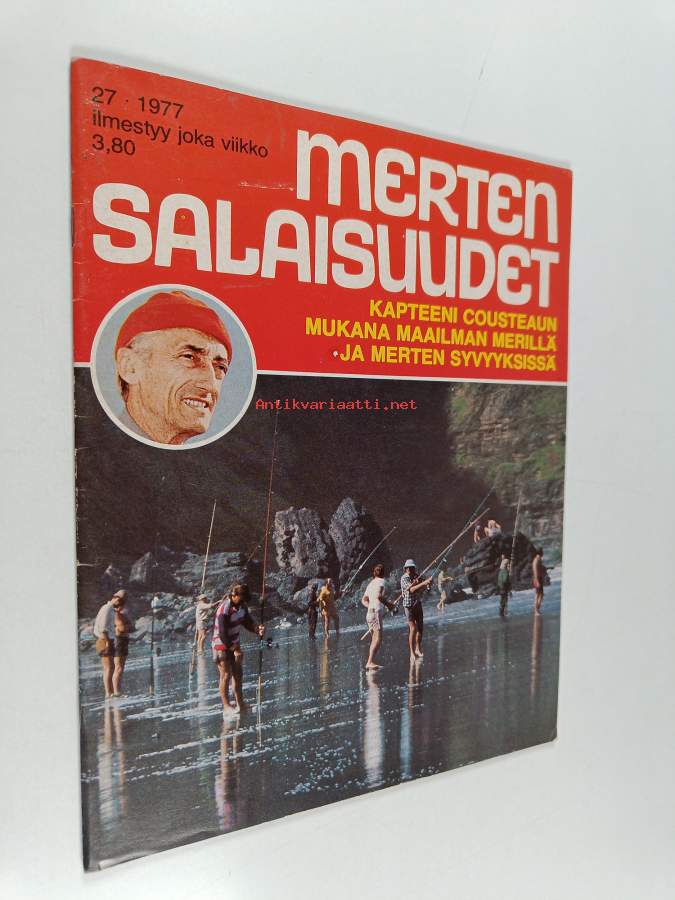 27 · 1977
ilmestyy joka viikko
3,80
MERTEN
SALAISUUDET
KAPTEENI COUSTEAUN
MUKANA MAAILMAN MERILLÄ
JA MERTEN SYVYYKSISSÄ
Antikvariaatti.net